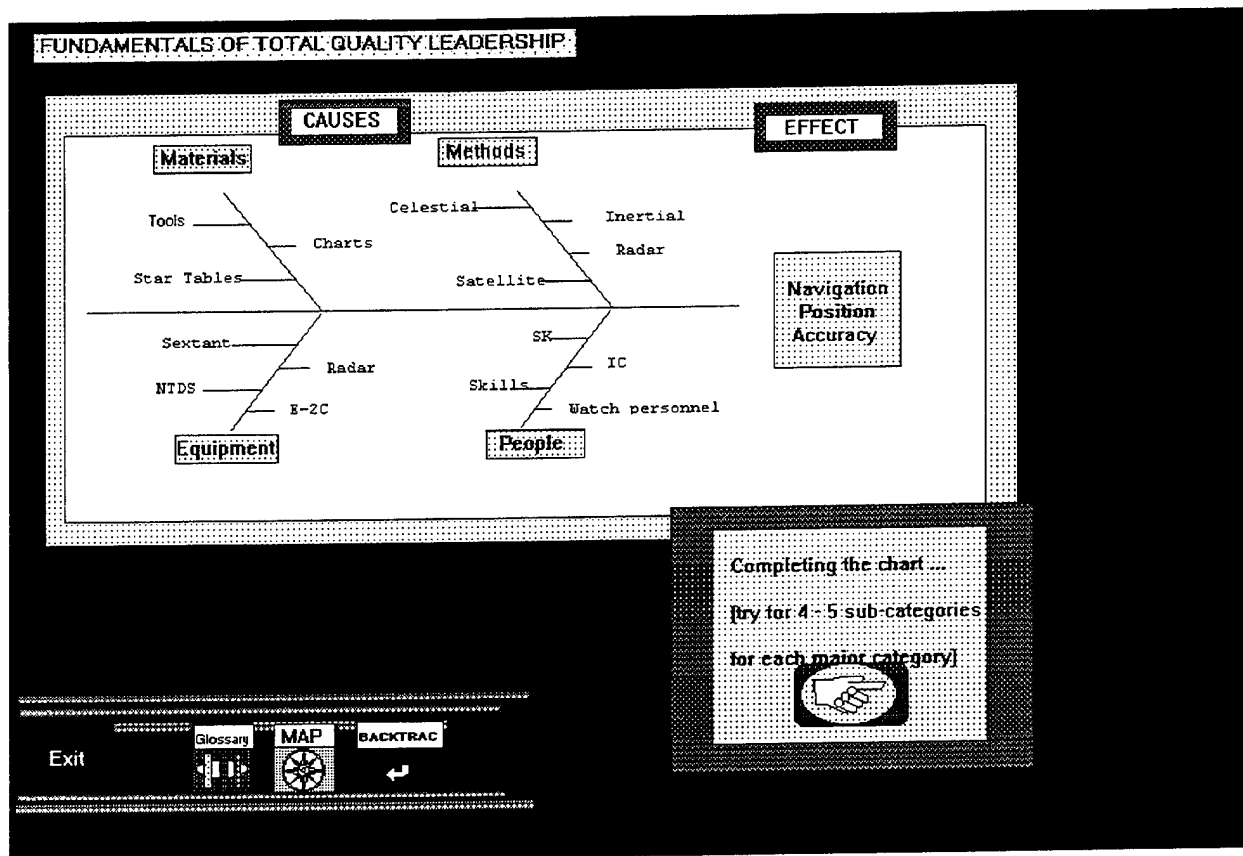 FUNDAMENTALS OF TOTAL QUALITY LEADERSHIP
CAUSES
EFFECT
Materials
Methods
Tools
Charts
Star Tables
Celestial
Inertial
Radar
Satellite
Navigation
Position
Accuracy
Sextant
Radar
NTDS
E-2C
Equipment
SK
IC
Skills
Watch personnel
People
Completing the chart ...
[try for 4 - 5 sub-categories
for each major category]
Exit
Glossary
MAP
BACKTRAC